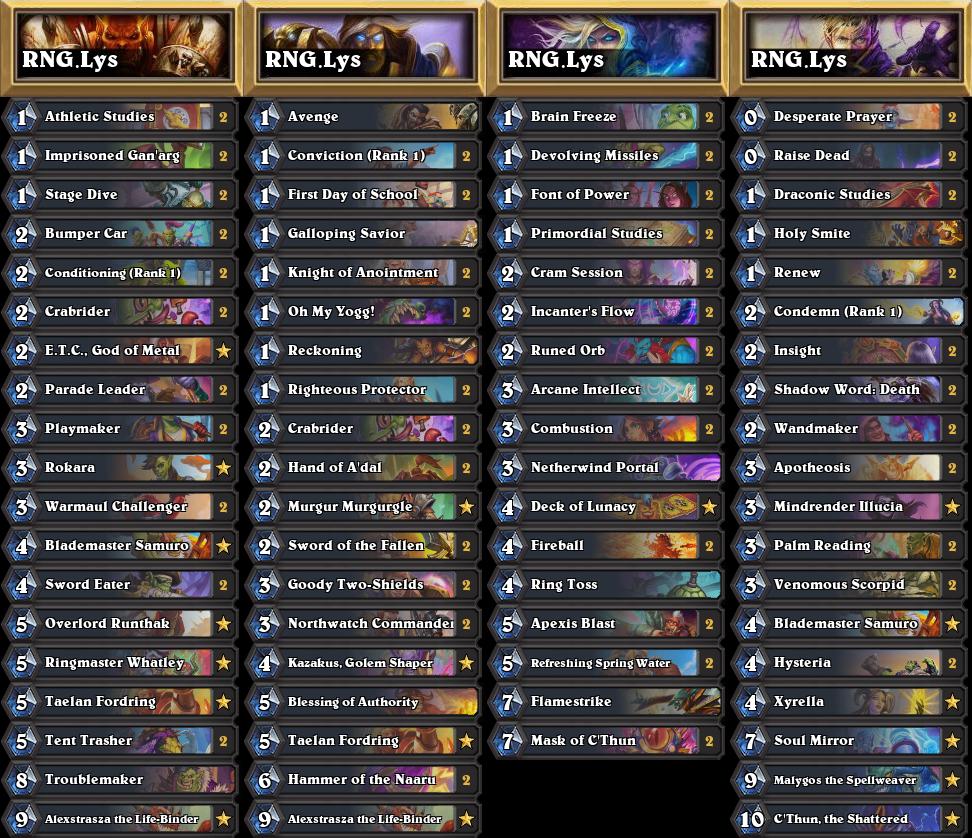 RNG.Lys
1 Athletic Studies 2
1 Imprisoned Gan'arg 2
1 Stage Dive 2
2 Bumper Car 2
2 Conditioning (Rank 1) 2
2 Crabrider 2
2 E.T.C., God of Metal
2 Parade Leader 2
3 Playmaker 2
3 Rokara
3 Warmaul Challenger 2
4 Blademaster Samuro
4 Sword Eater 2
5 Overlord Runthak
5 Ringmaster Whatley
5 Taelan Fordring
5 Tent Trasher 2
8 Troublemaker
9 Alexstrasza the Life-Binder
RNG.Lys
1 Avenge
1 Conviction (Rank 1) 2
1 First Day of School 2
1 Galloping Savior
1 Knight of Anointment 2
1 Oh My Yogg! 2
1 Reckoning
1 Righteous Protector 2
2 Crabrider 2
2 Hand of A'dal 2
2 Murgur Murgurgle
2 Sword of the Fallen 2
3 Goody Two-Shields 2
3 Northwatch Commander 2
4 Kazakus, Golem Shaper
5 Blessing of Authority
5 Taelan Fordring
6 Hammer of the Naaru 2
9 Alexstrasza the Life-Binder
RNG.Lys
1 Brain Freeze 2
1 Devolving Missiles 2
1 Font of Power 2
1 Primordial Studies 2
2 Cram Session 2
2 Incanter's Flow 2
2 Runed Orb 2
3 Arcane Intellect 2
3 Combustion 2
3 Netherwind Portal
4 Deck of Lunacy
4 Fireball 2
4 Ring Toss
5 Apexis Blast 2
5 Refreshing Spring Water 2
7 Flamestrike
7 Mask of C'Thun 2
RNG.Lys
0 Desperate Prayer 2
0 Raise Dead 2
1 Draconic Studies 2
1 Holy Smite
1 Renew 2
2 Condemn (Rank 1)
2 Insight 2
2 Shadow Word: Death 2
2 Wandmaker 2
3 Apotheosis 2
3 Mindrender Illucia
3 Palm Reading 2
3 Venomous Scorpid 2
4 Blademaster Samuro
4 Hysteria 2
4 Xyrella
7 Soul Mirror
9 Malygos the Spellweaver
10 C'Thun, the Shattered